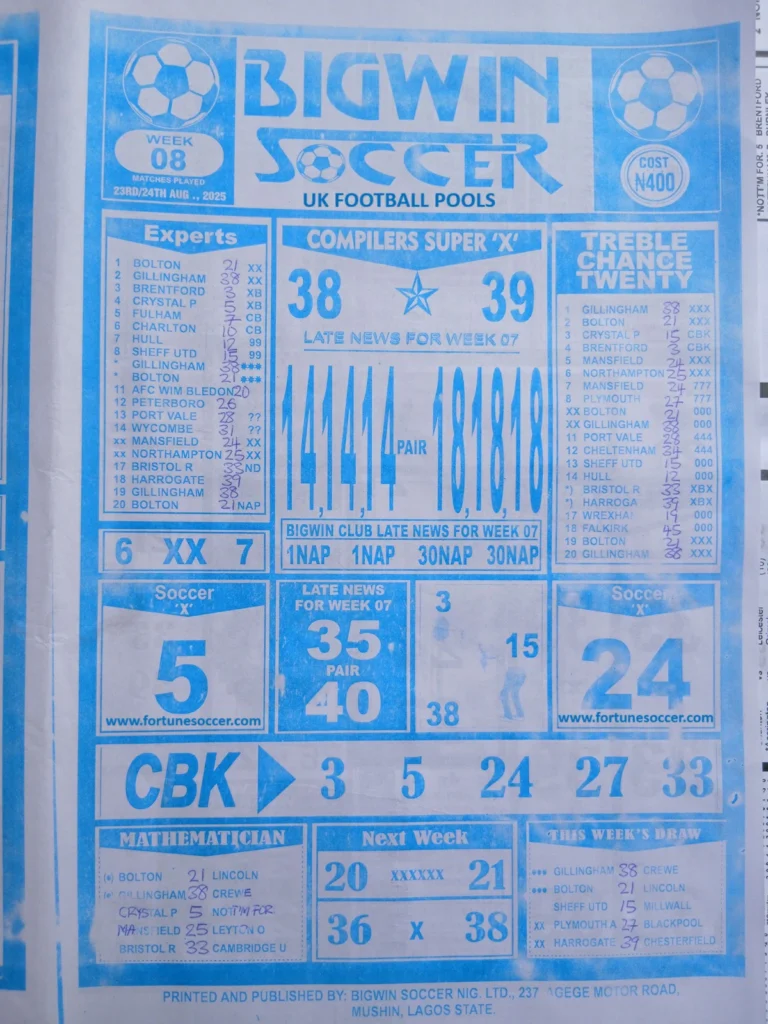 BIGWIN
SOCCER
UK FOOTBALL POOLS
WEEK
08
MATCHES PLAYED
23RD/24TH AUG ., 2025
COST
₦400
Experts
1 BOLTON 21 XX
2 GILLINGHAM 38 XX
3 BRENTFORD 3 XB
4 CRYSTAL P 5 XB
5 FULHAM 7 CB
6 CHARLTON 10 CB
7 HULL 12 99
8 SHEFF UTD 15 99
* GILLINGHAM 38 ***
* BOLTON 21 ***
11 AFC WIMBLEDON 20
12 PETERBORO 26
13 PORT VALE 28 ??
14 WYCOMBE 31 ??
xx MANSFIELD 24 XX
xx NORTHAMPTON 25 XX
17 BRISTOL R 33 ND
18 HARROGATE 39
19 GILLINGHAM 38
20 BOLTON 21 NAP
6 XX 7
COMPILERS SUPER 'X'
38 39
LATE NEWS FOR WEEK 07
14,14,14 PAIR 18,18,18
BIGWIN CLUB LATE NEWS FOR WEEK 07
1NAP 1NAP 30NAP 30NAP
TREBLE
CHANCE
TWENTY
1 GILLINGHAM 38 XXX
2 BOLTON 21 XXX
3 CRYSTAL P 15 CBK
4 BRENTFORD 3 CBK
5 MANSFIELD 24 XXX
6 NORTHAMPTON 25 XXX
7 MANSFIELD 24 777
8 PLYMOUTH 27 777
XX BOLTON 21 000
XX GILLINGHAM 38 000
11 PORT VALE 28 444
12 CHELTENHAM 34 444
13 SHEFF UTD 15 000
14 HULL 12 000
*) BRISTOL R 33 XBX
*) HARROGA 39 XBX
17 WREXHA 19 000
18 FALKIRK 45 000
19 BOLTON 21 XXX
20 GILLINGHAM 38 XXX
Soccer
'X'
5
www.fortunesoccer.com
LATE NEWS
FOR WEEK 07
35
PAIR
40
3
15
38
Soccer
'X'
24
www.fortunesoccer.com
CBK 3 5 24 27 33
MATHEMATICIAN
(*) BOLTON 21 LINCOLN
GILLINGHAM 38 CREWE
CRYSTAL P 5 NOTT'M FOR
MANSFIELD 25 LEYTON O
BRISTOL R 33 CAMBRIDGE U
Next Week
20 XXXXXX 21
36 X 38
THIS WEEK'S DRAW
*** GILLINGHAM 38 CREWE
*** BOLTON 21 LINCOLN
SHEFF UTD 15 MILLWALL
XX PLYMOUTH A 27 BLACKPOOL
XX HARROGATE 39 CHESTERFIELD
PRINTED AND PUBLISHED BY: BIGWIN SOCCER NIG. LTD., 237 AGEGE MOTOR ROAD,
MUSHIN, LAGOS STATE.